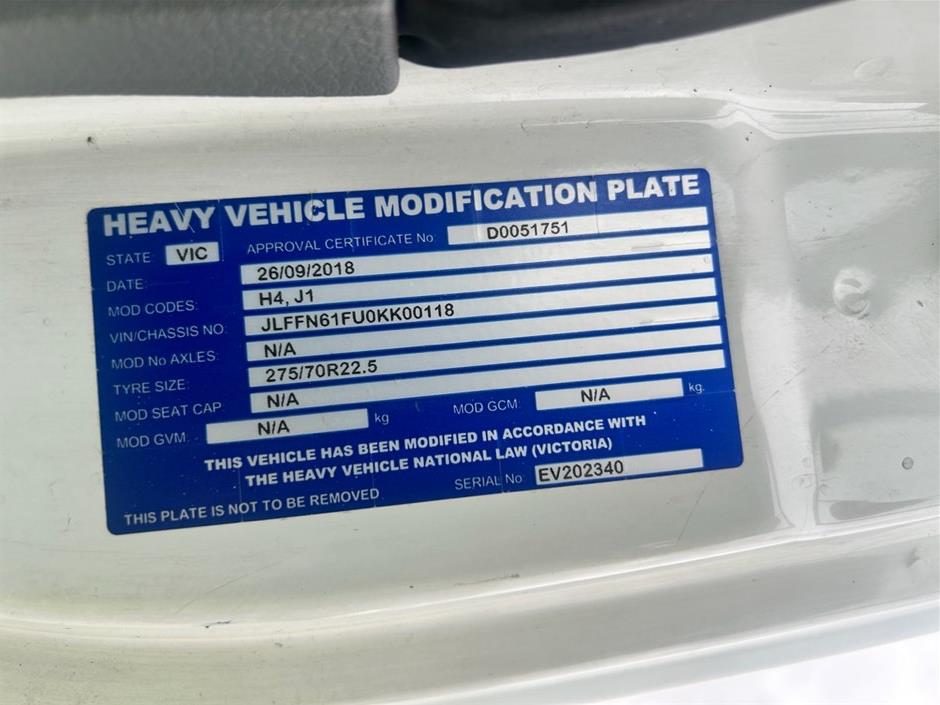 HEAVY VEHICLE MODIFICATION PLATE
STATE VIC APPROVAL CERTIFICATE No: D0051751
DATE: 26/09/2018
MOD CODES: H4, J1
VIN/CHASSIS NO: JLFFN61FU0KK00118
MOD No AXLES: N/A
TYRE SIZE: 275/70R22.5
MOD SEAT CAP: N/A
MOD GVM: N/A kg MOD GCM: N/A kg.
THIS VEHICLE HAS BEEN MODIFIED IN ACCORDANCE WITH
THE HEAVY VEHICLE NATIONAL LAW (VICTORIA)
THIS PLATE IS NOT TO BE REMOVED SERIAL No: EV202340